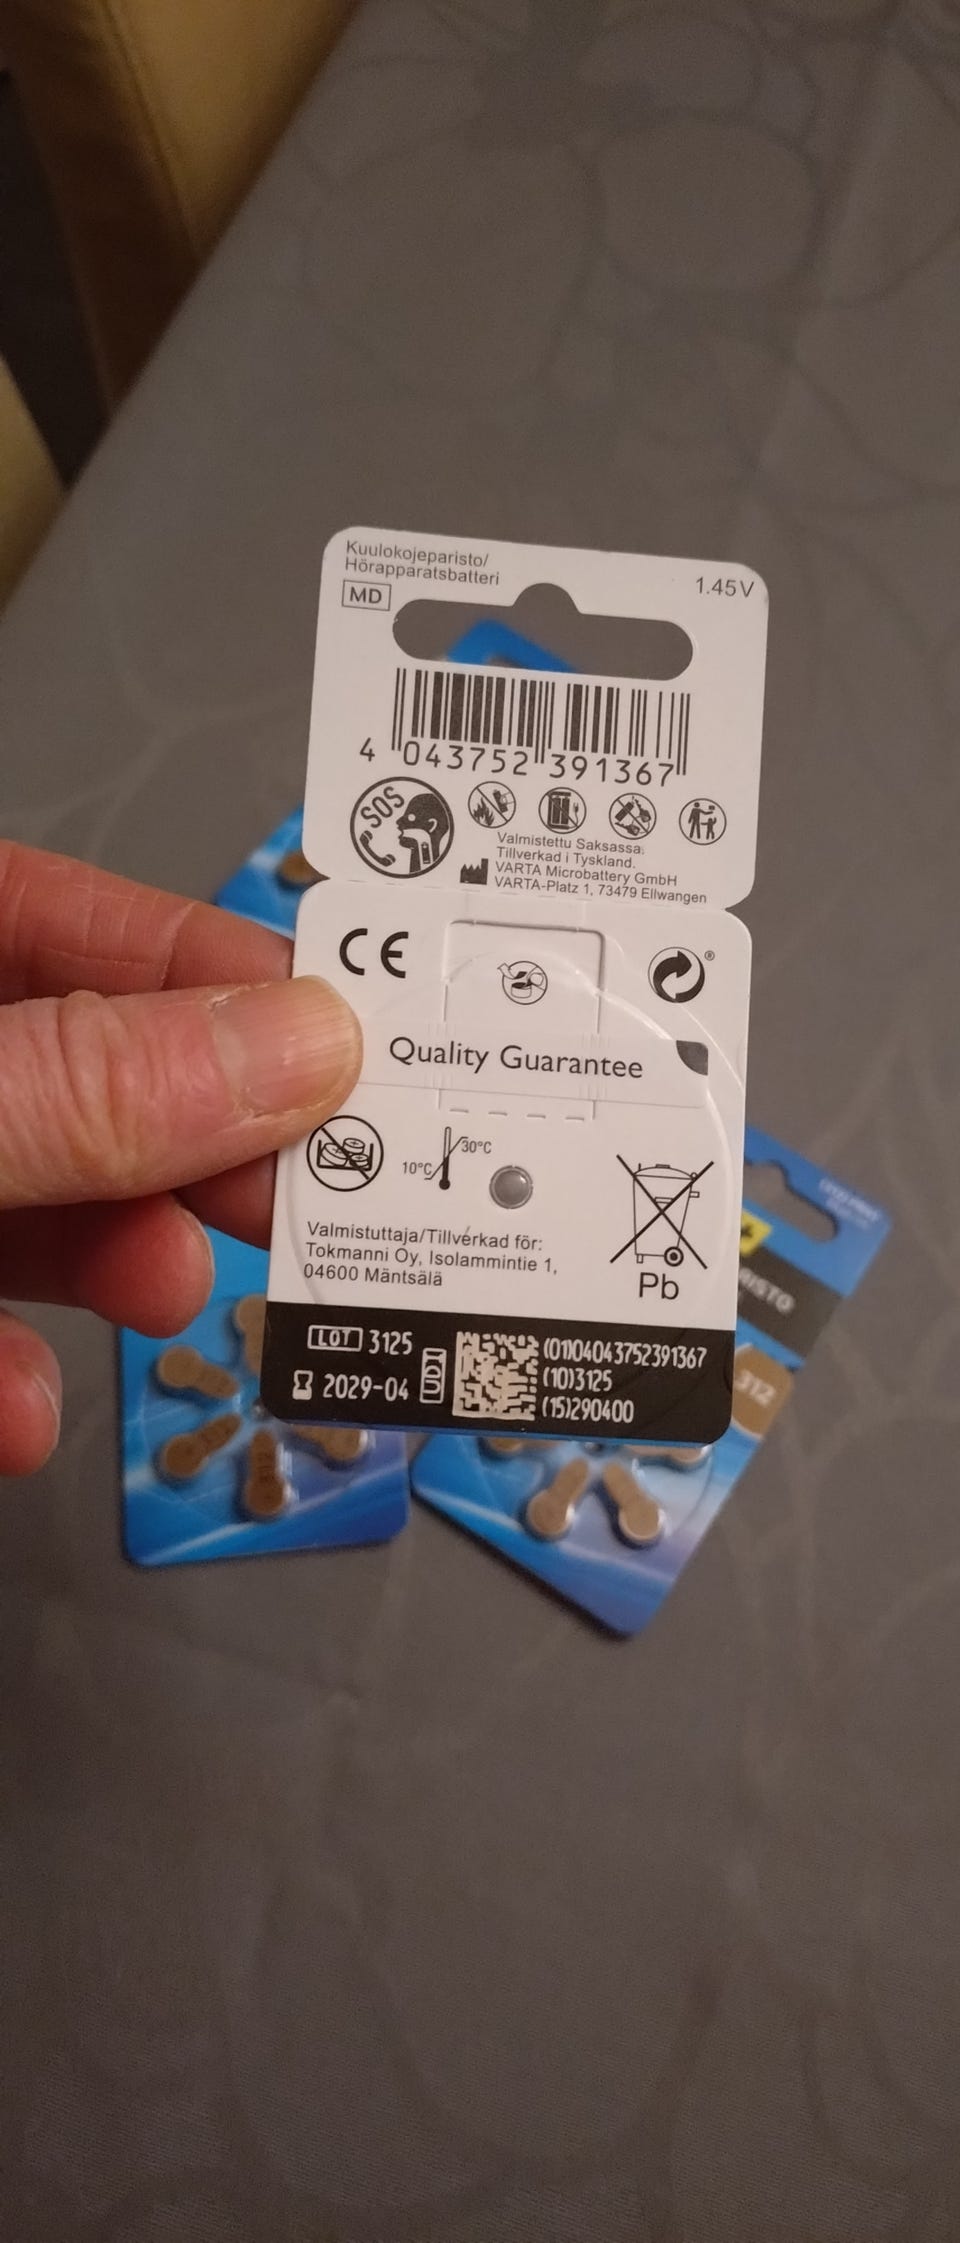 Kuulokojeparisto/
Hörapparatsbatteri
1.45V
MD
4 043752 391367
SOS
Valmistettu Saksassa.
Tillverkad i Tyskland.
VARTA Microbattery GmbH
VARTA-Platz 1, 73479 Ellwangen
CE
®
Quality Guarantee
30°C
10°C
Valmistuttaja/Tillverkad för:
Tokmanni Oy, Isolammintie 1,
04600 Mäntsälä
Pb
LOT 3125
2029-04
UDI
(01)04043752391367
(10)3125
(15)290400
RISTO
312